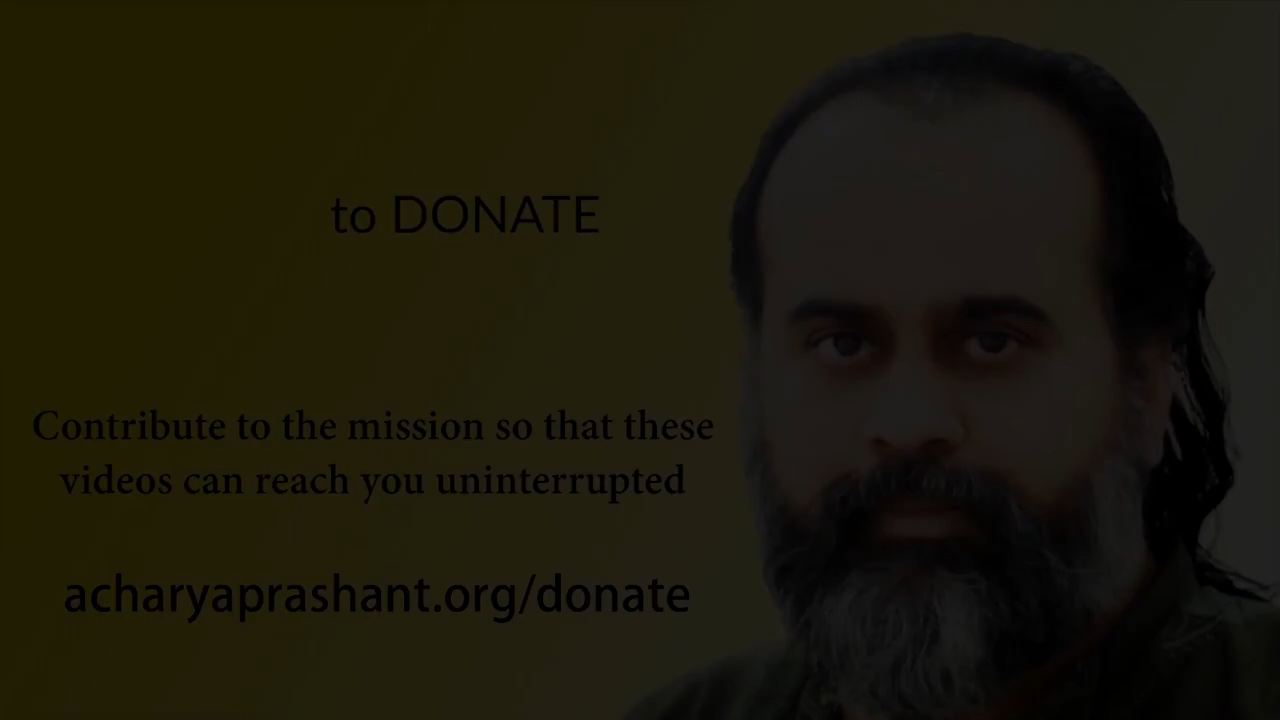 to DONATE
Contribute to the mission so that these
videos can reach you uninterrupted
acharyaprashant.org/donate